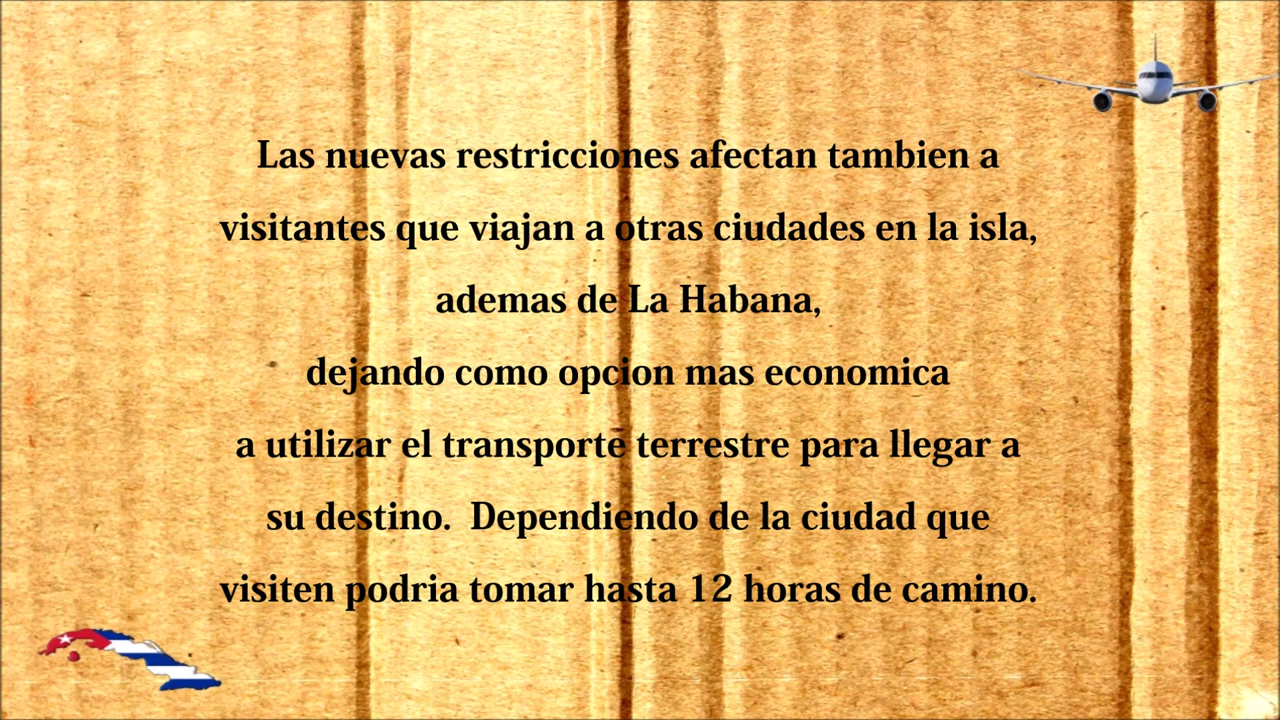 Las nuevas restricciones afectan tambien a
visitantes que viajan a otras ciudades en la isla,
ademas de La Habana,
dejando como opcion mas economica
a utilizar el transporte terrestre para llegar a
su destino.  Dependiendo de la ciudad que
visiten podria tomar hasta 12 horas de camino.